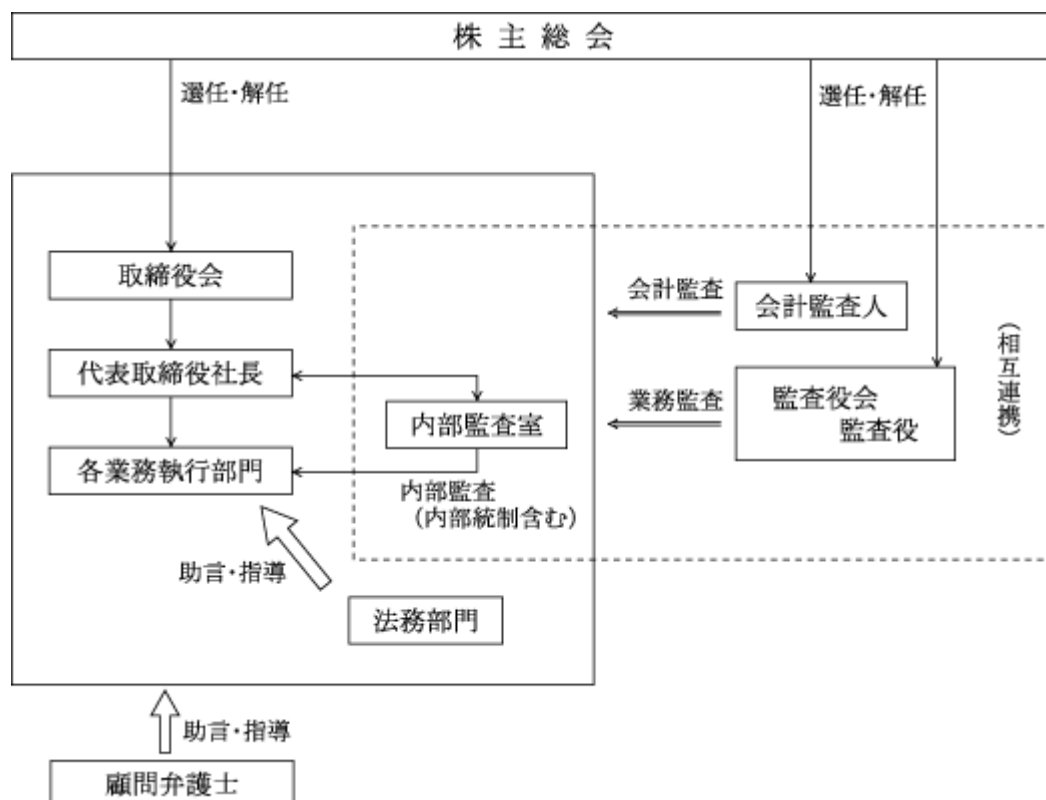 株主総会
選任・解任
選任・解任
取締役会
会計監査
会計監査人
代表取締役社長
内部監査室
業務監査
監査役会
監査役
（相互連携）
各業務執行部門
内部監査
（内部統制含む）
助言・指導
法務部門
助言・指導
顧問弁護士